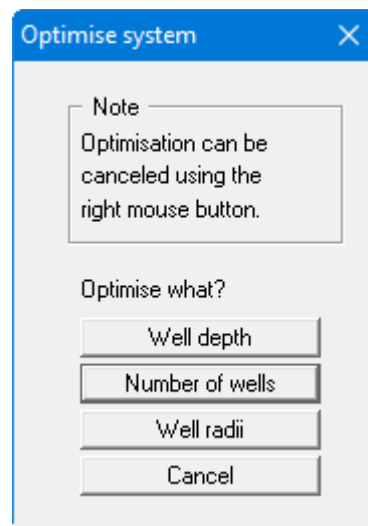 Optimise system
Note
Optimisation can be
canceled using the
right mouse button.
Optimise what?
Well depth
Number of wells
Well radii
Cancel